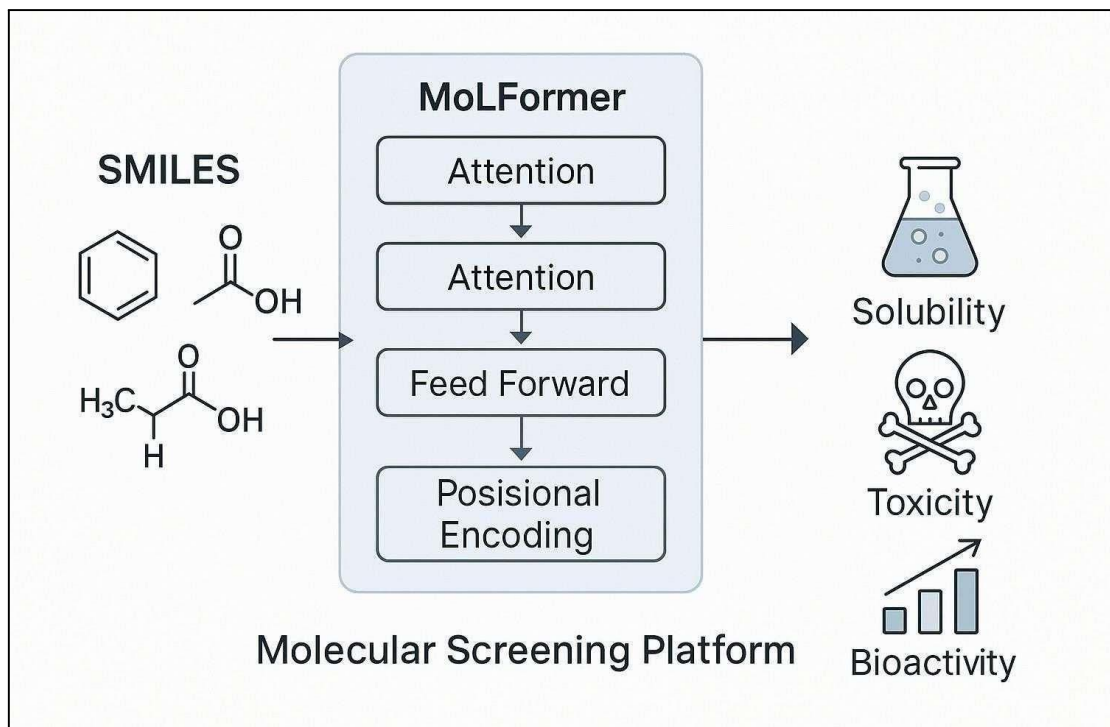 SMILES
O
OH
O
H₃C
OH
H
MoLFormer
Attention
Attention
Feed Forward
Posisional
Encoding
Solubility
Toxicity
Bioactivity
Molecular Screening Platform